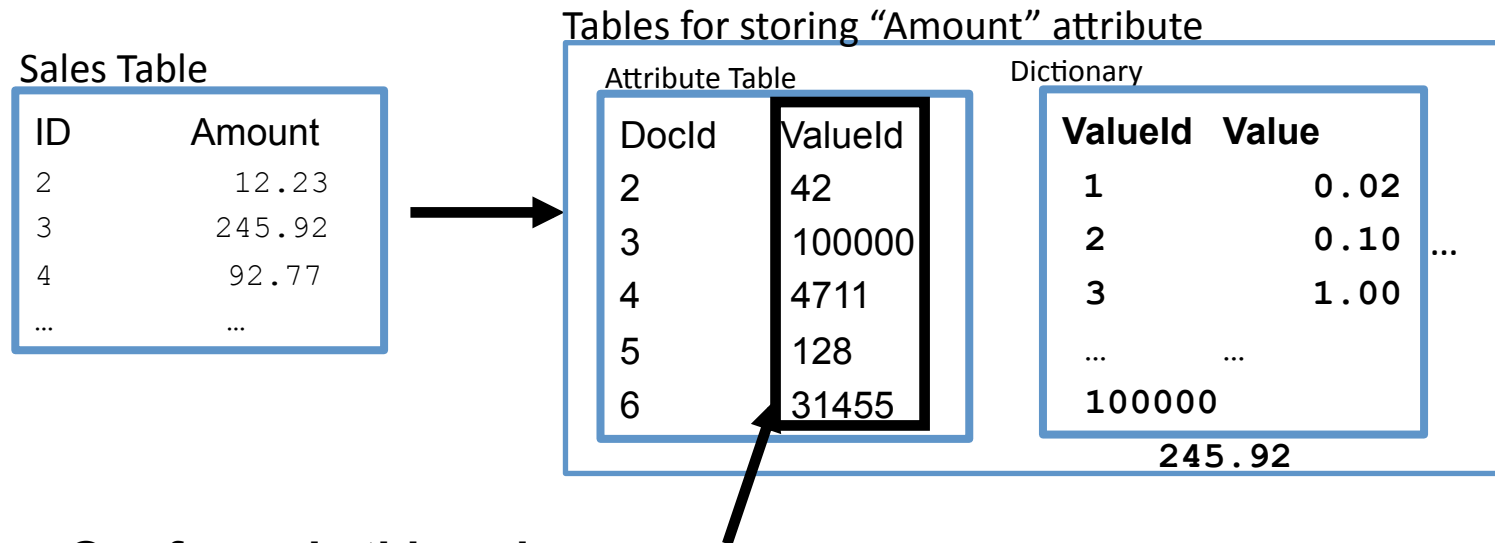 Tables for storing “Amount” attribute
Sales Table
ID Amount
2 12.23
3 245.92
4 92.77
… …
Attribute Table
DocId ValueId
2 42
3 100000
4 4711
5 128
6 31455
Dictionary
ValueId Value
1 0.02
2 0.10 …
3 1.00
… …
100000
245.92